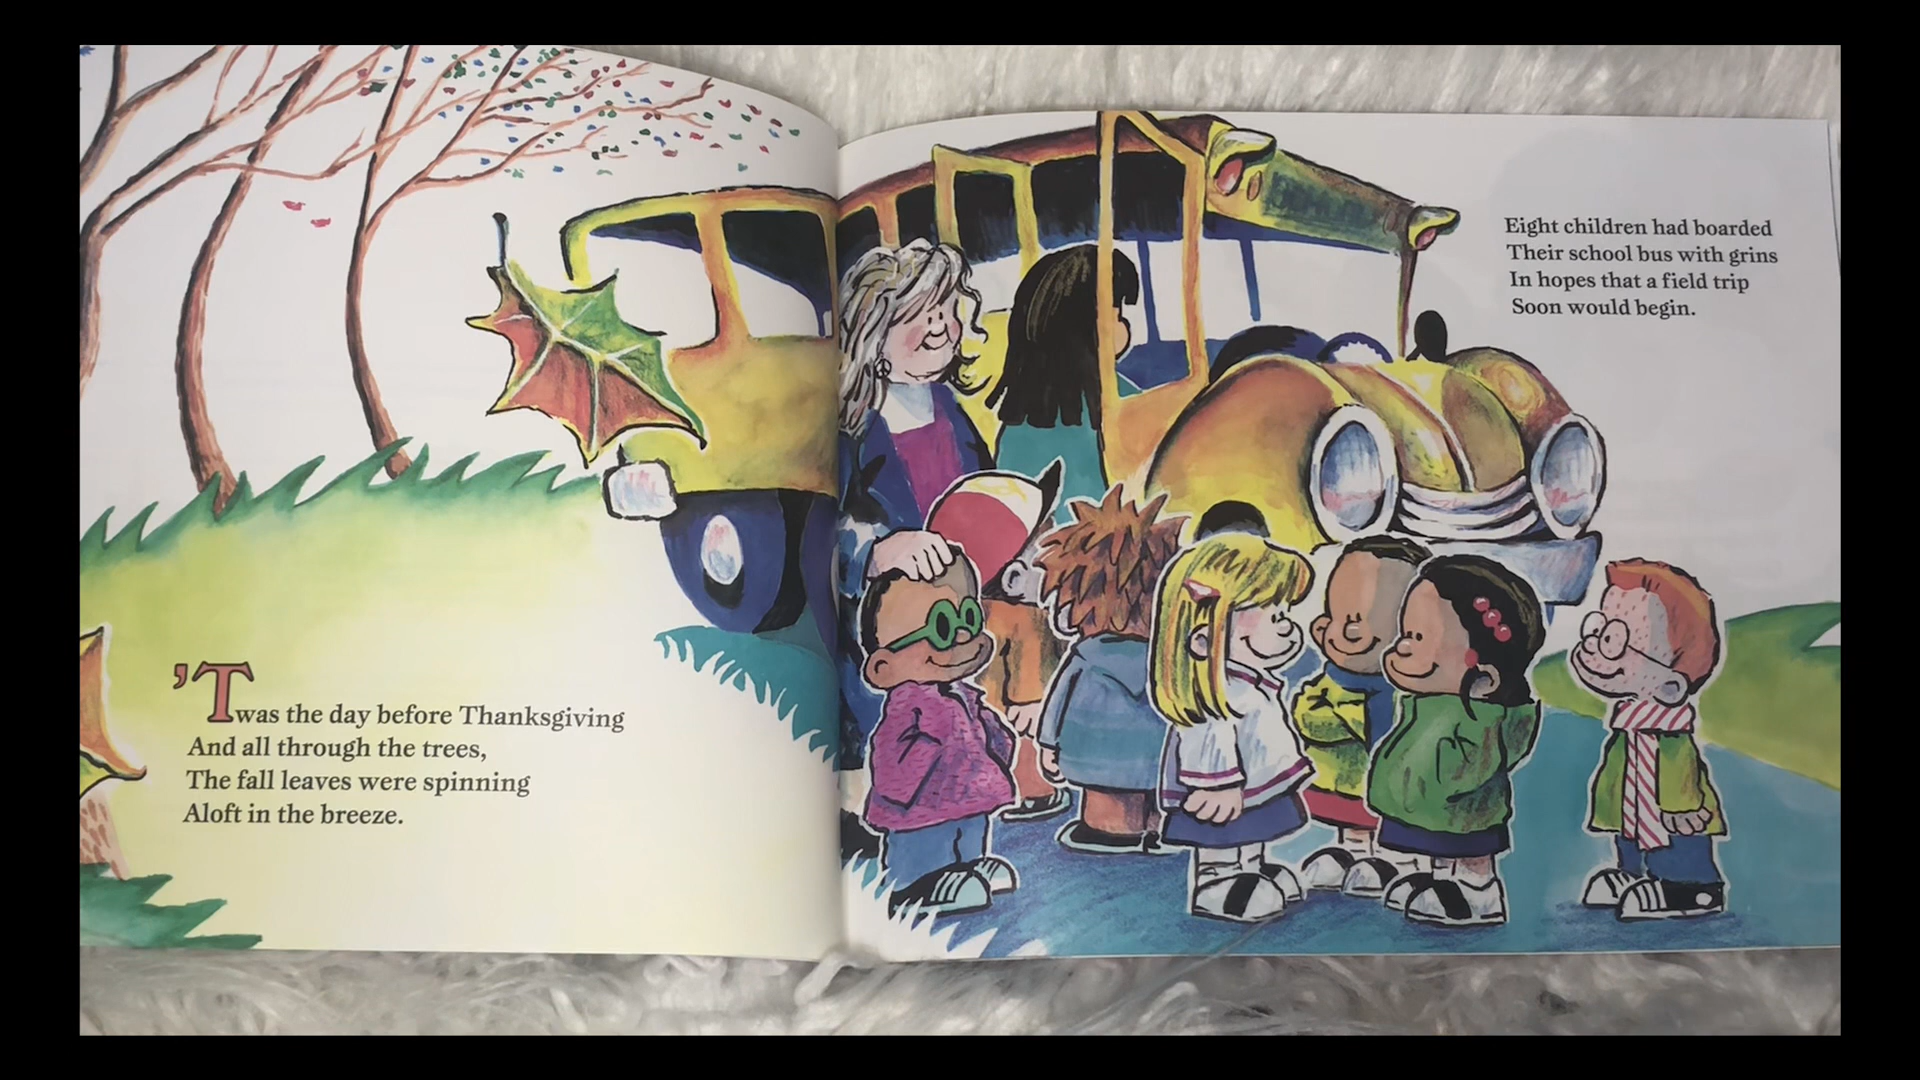 'Twas the day before Thanksgiving
And all through the trees,
The fall leaves were spinning
Aloft in the breeze.
Eight children had boarded
Their school bus with grins
In hopes that a field trip
Soon would begin.